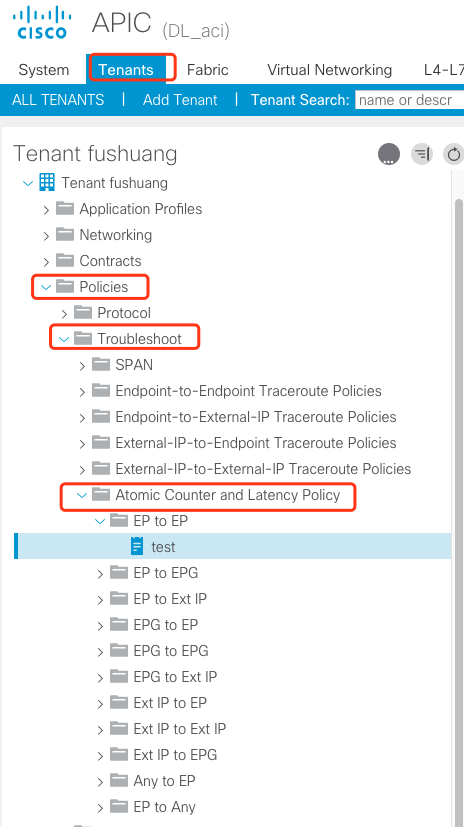 CISCO
APIC (DL_aci)
System Tenants Fabric Virtual Networking L4-L7
ALL TENANTS | Add Tenant | Tenant Search: name or descr
Tenant fushuang
Tenant fushuang
Application Profiles
Networking
Contracts
Policies
Protocol
Troubleshoot
SPAN
Endpoint-to-Endpoint Traceroute Policies
Endpoint-to-External-IP Traceroute Policies
External-IP-to-Endpoint Traceroute Policies
External-IP-to-External-IP Traceroute Policies
Atomic Counter and Latency Policy
EP to EP
test
EP to EPG
EP to Ext IP
EPG to EP
EPG to EPG
EPG to Ext IP
Ext IP to EP
Ext IP to Ext IP
Ext IP to EPG
Any to EP
EP to Any